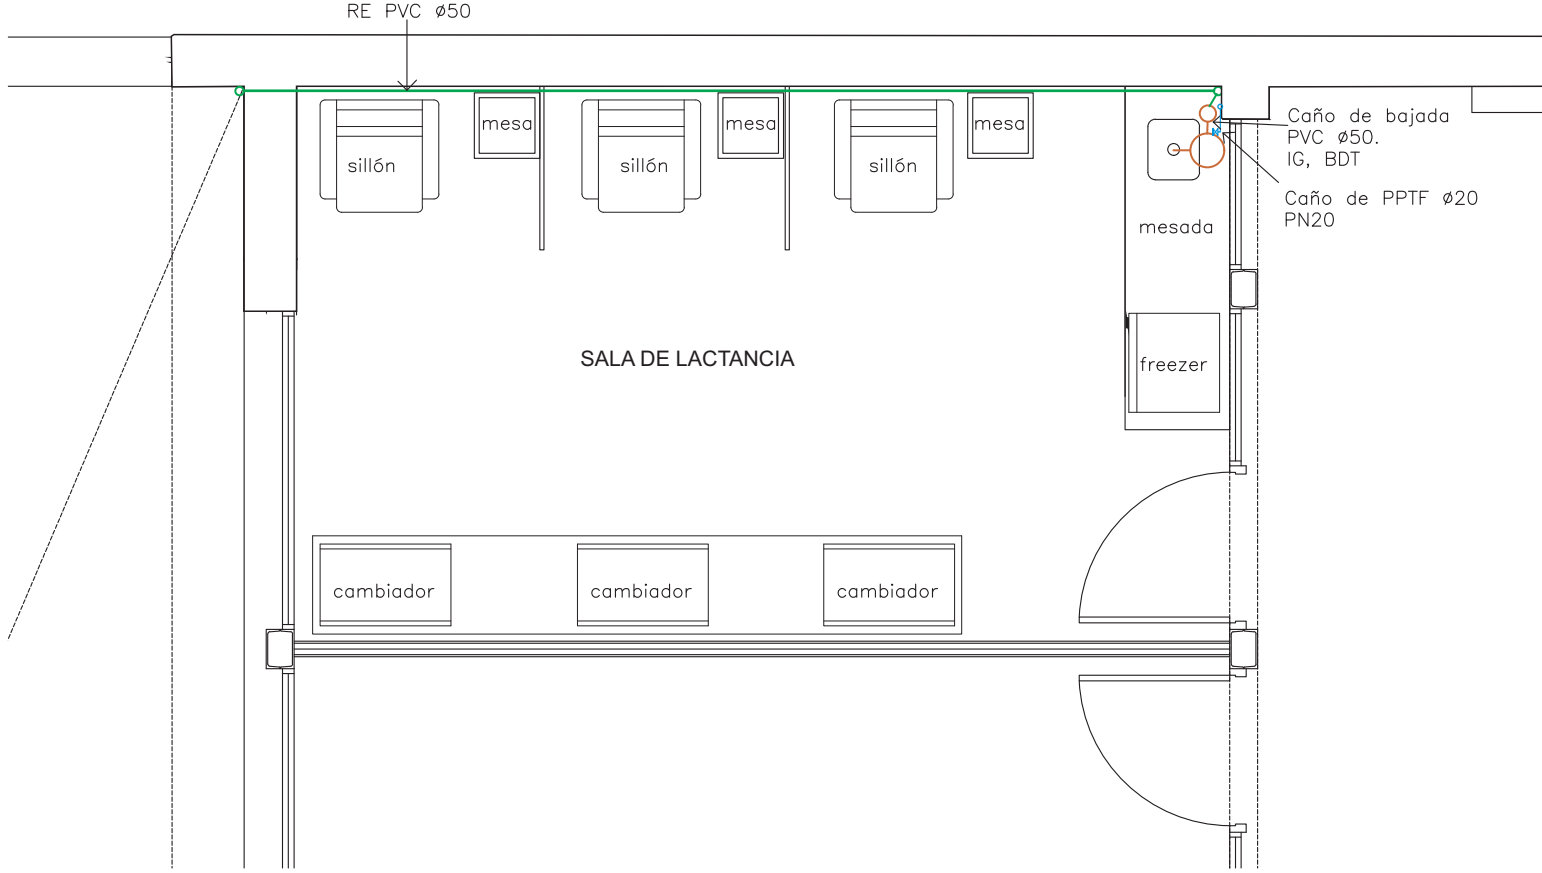 RE PVC ø50
mesa
mesa
mesa
sillón
sillón
sillón
Caño de bajada
PVC ø50.
IG, BDT
Caño de PPTF ø20
PN20
mesada
SALA DE LACTANCIA
freezer
cambiador
cambiador
cambiador